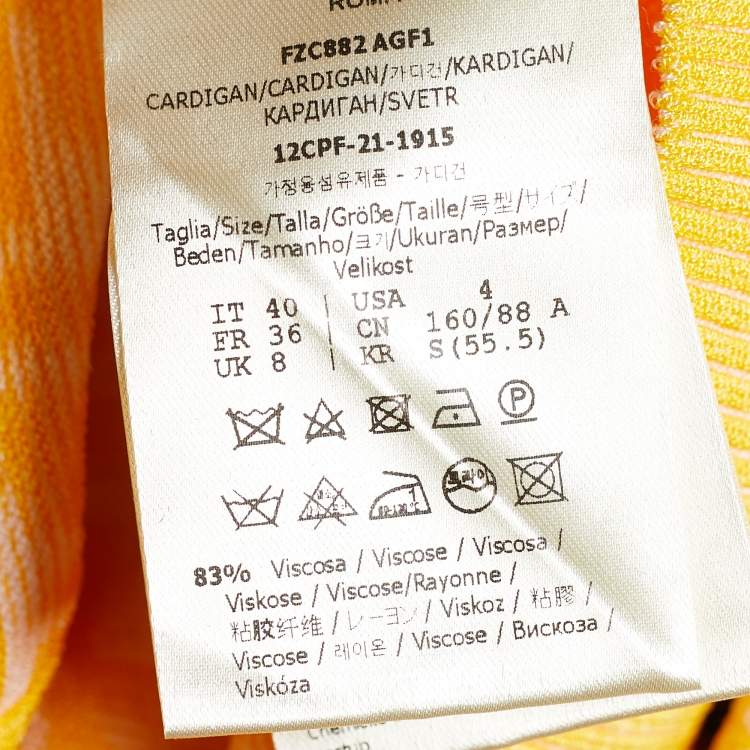 FZC882 AGF1
CARDIGAN/CARDIGAN/가디건/KARDIGAN/
КАРДИГАН/SVETR
12CPF-21-1915
가정용섬유제품 - 가디건
Taglia/Size/Talla/Größe/Taille/号型/サイズ/
Beden/Tamanho/크기/Ukuran/Размер/
Velikost
IT 40 | USA 4
FR 36 | CN 160/88 A
UK 8 | KR S(55.5)
P
1
드라이
83% Viscosa / Viscose / Viscosa /
Viskose / Viscose/Rayonne /
粘胶纤维 / レーヨン / Viskoz / 粘膠 /
Viscose / 레이온 / Viscose / Вискоза /
Viskóza